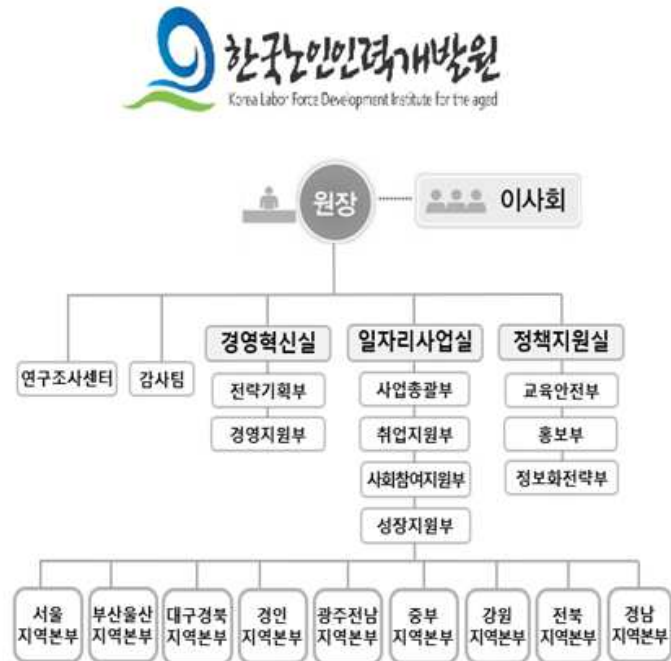 한국노인인력개발원
Korea Labor Force Development Institute for the aged
원장
이사회
연구조사센터
감사팀
경영혁신실
전략기획부
경영지원부
일자리사업실
사업총괄부
취업지원부
사회참여지원부
성장지원부
정책지원실
교육안전부
홍보부
정보화전략부
서울
지역본부
부산울산
지역본부
대구경북
지역본부
경인
지역본부
광주전남
지역본부
중부
지역본부
강원
지역본부
전북
지역본부
경남
지역본부